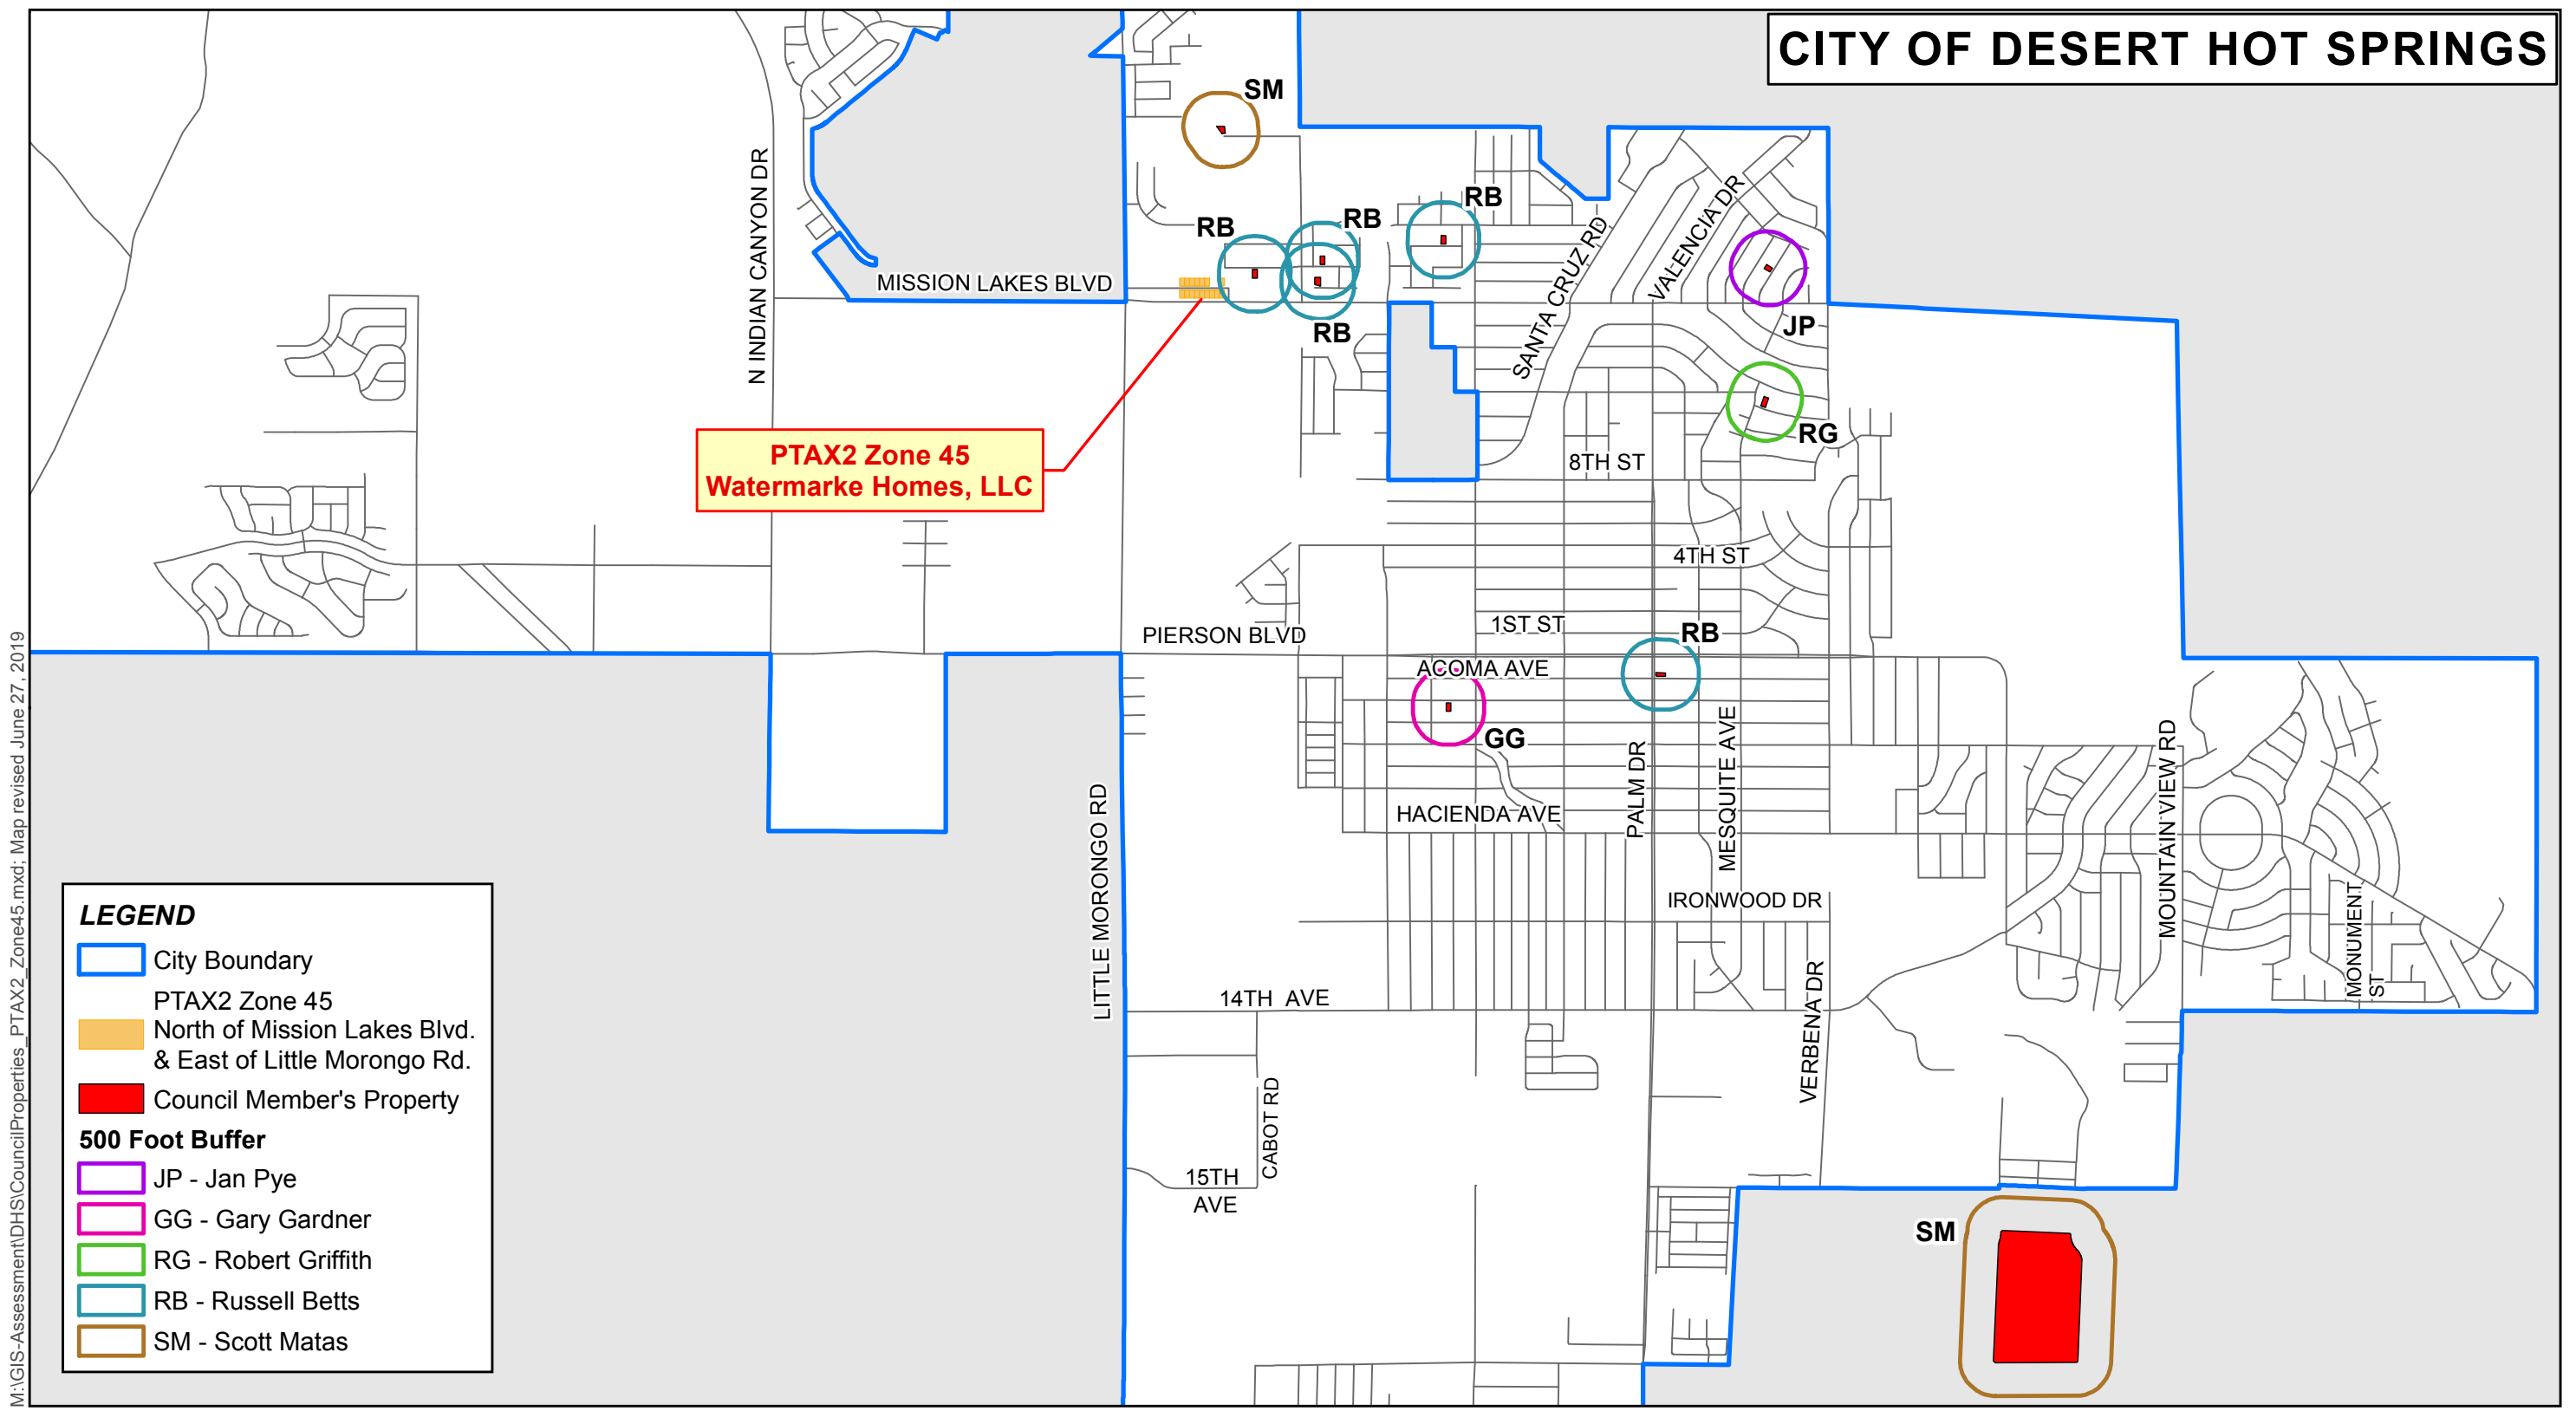 CITY OF DESERT HOT SPRINGS
SM
RB
RB
RB
RB
JP
RG
N INDIAN CANYON DR
MISSION LAKES BLVD
SANTA CRUZ RD
VALENCIA DR
PTAX2 Zone 45
Watermarke Homes, LLC
8TH ST
4TH ST
1ST ST
PIERSON BLVD
RB
ACOMA AVE
GG
HACIENDA AVE
PALM DR
MESQUITE AVE
MOUNTAIN VIEW RD
LITTLE MORONGO RD
IRONWOOD DR
MONUMENT
ST
14TH AVE
VERBENA DR
CABOT RD
15TH
AVE
SM
LEGEND
City Boundary
PTAX2 Zone 45
North of Mission Lakes Blvd.
& East of Little Morongo Rd.
Council Member's Property
500 Foot Buffer
JP - Jan Pye
GG - Gary Gardner
RG - Robert Griffith
RB - Russell Betts
SM - Scott Matas
M:\GIS-Assessment\DHS\CouncilProperties_PTAX2_Zone45.mxd; Map revised June 27, 2019